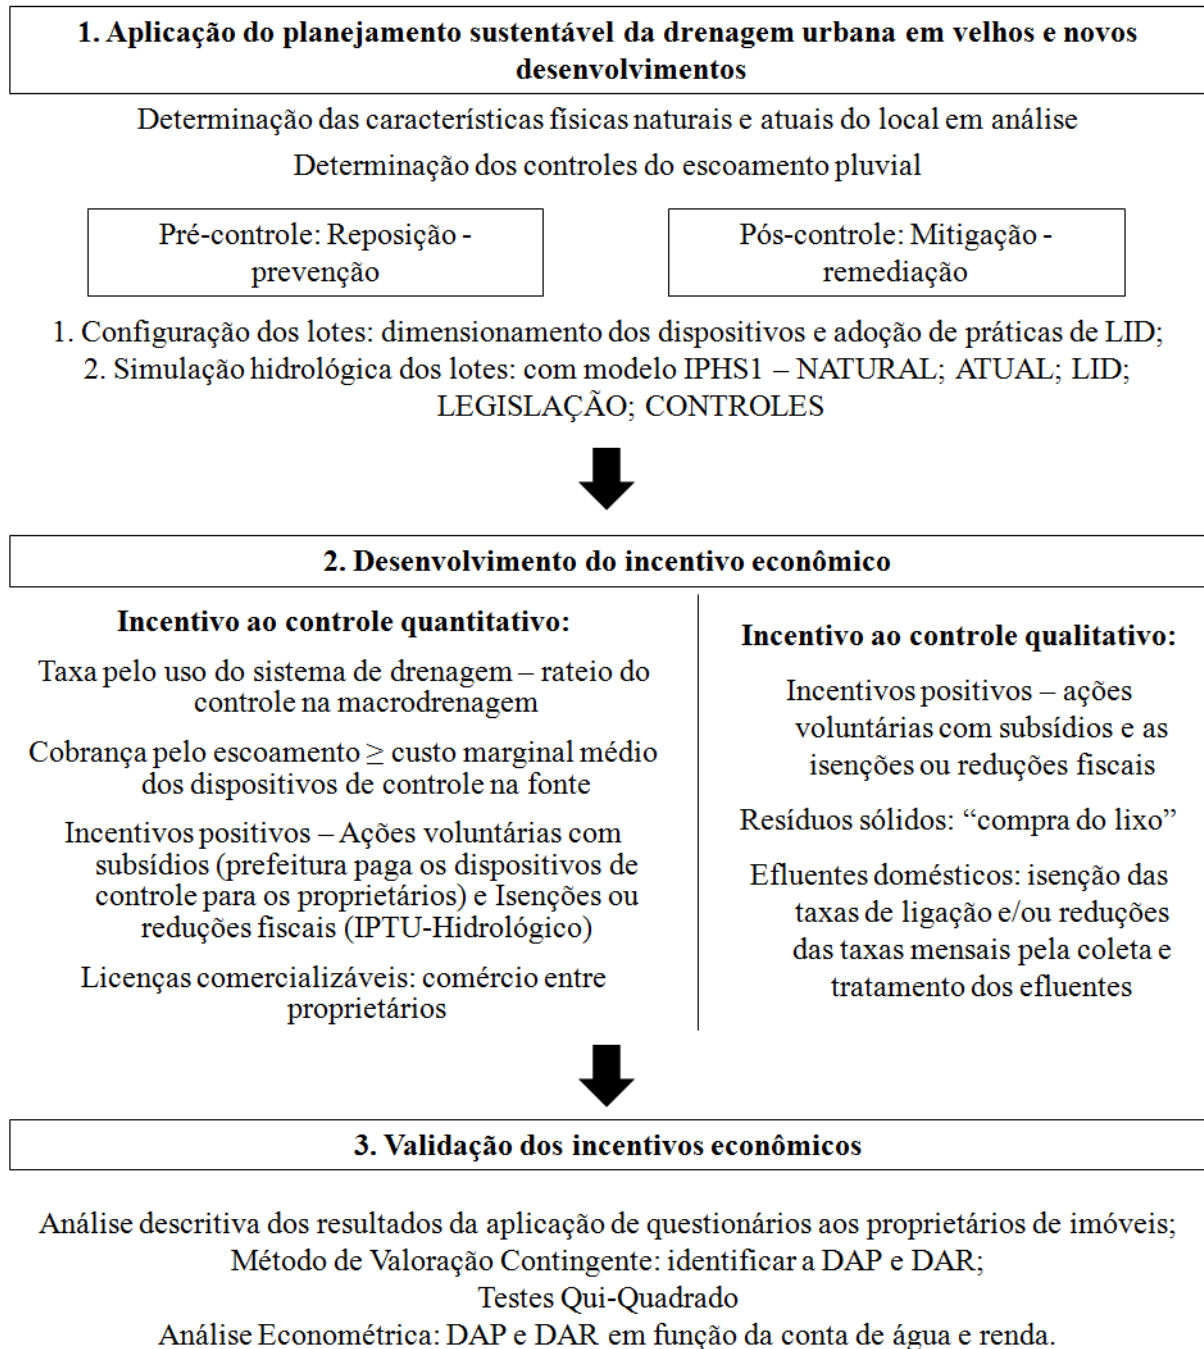 1. Aplicação do planejamento sustentável da drenagem urbana em velhos e novos
desenvolvimentos
Determinação das características físicas naturais e atuais do local em análise
Determinação dos controles do escoamento pluvial
Pré-controle: Reposição -
prevenção
Pós-controle: Mitigação -
remediação
1. Configuração dos lotes: dimensionamento dos dispositivos e adoção de práticas de LID;
2. Simulação hidrológica dos lotes: com modelo IPHS1 – NATURAL; ATUAL; LID;
LEGISLAÇÃO; CONTROLES
2. Desenvolvimento do incentivo econômico
Incentivo ao controle quantitativo:
Taxa pelo uso do sistema de drenagem – rateio do
controle na macrodrenagem
Cobrança pelo escoamento ≥ custo marginal médio
dos dispositivos de controle na fonte
Incentivos positivos – Ações voluntárias com
subsídios (prefeitura paga os dispositivos de
controle para os proprietários) e Isenções ou
reduções fiscais (IPTU-Hidrológico)
Licenças comercializáveis: comércio entre
proprietários
Incentivo ao controle qualitativo:
Incentivos positivos – ações
voluntárias com subsídios e as
isenções ou reduções fiscais
Resíduos sólidos: “compra do lixo”
Efluentes domésticos: isenção das
taxas de ligação e/ou reduções
das taxas mensais pela coleta e
tratamento dos efluentes
3. Validação dos incentivos econômicos
Análise descritiva dos resultados da aplicação de questionários aos proprietários de imóveis;
Método de Valoração Contingente: identificar a DAP e DAR;
Testes Qui-Quadrado
Análise Econométrica: DAP e DAR em função da conta de água e renda.